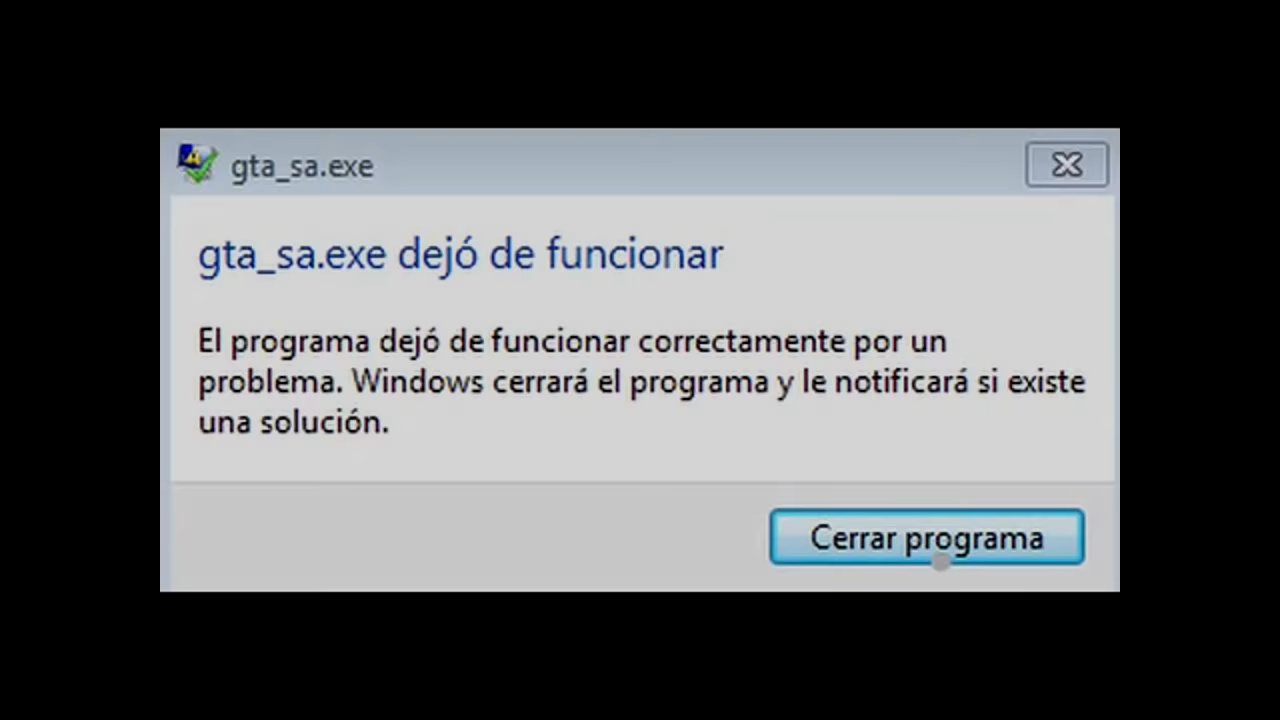 gta_sa.exe
gta_sa.exe dejó de funcionar
El programa dejó de funcionar correctamente por un
problema. Windows cerrará el programa y le notificará si existe
una solución.
Cerrar programa